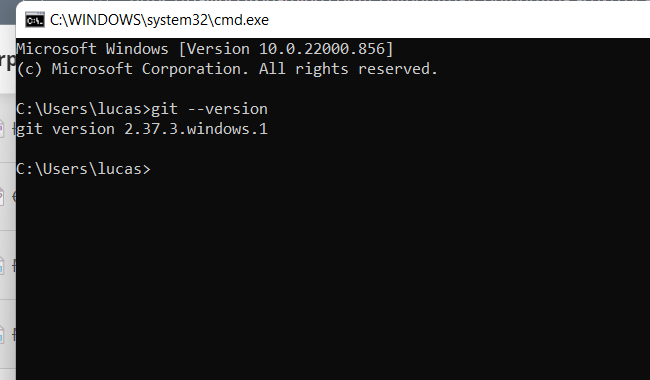 C:\WINDOWS\system32\cmd.exe
Microsoft Windows [Version 10.0.22000.856]
(c) Microsoft Corporation. All rights reserved.
C:\Users\lucas>git --version
git version 2.37.3.windows.1
C:\Users\lucas>